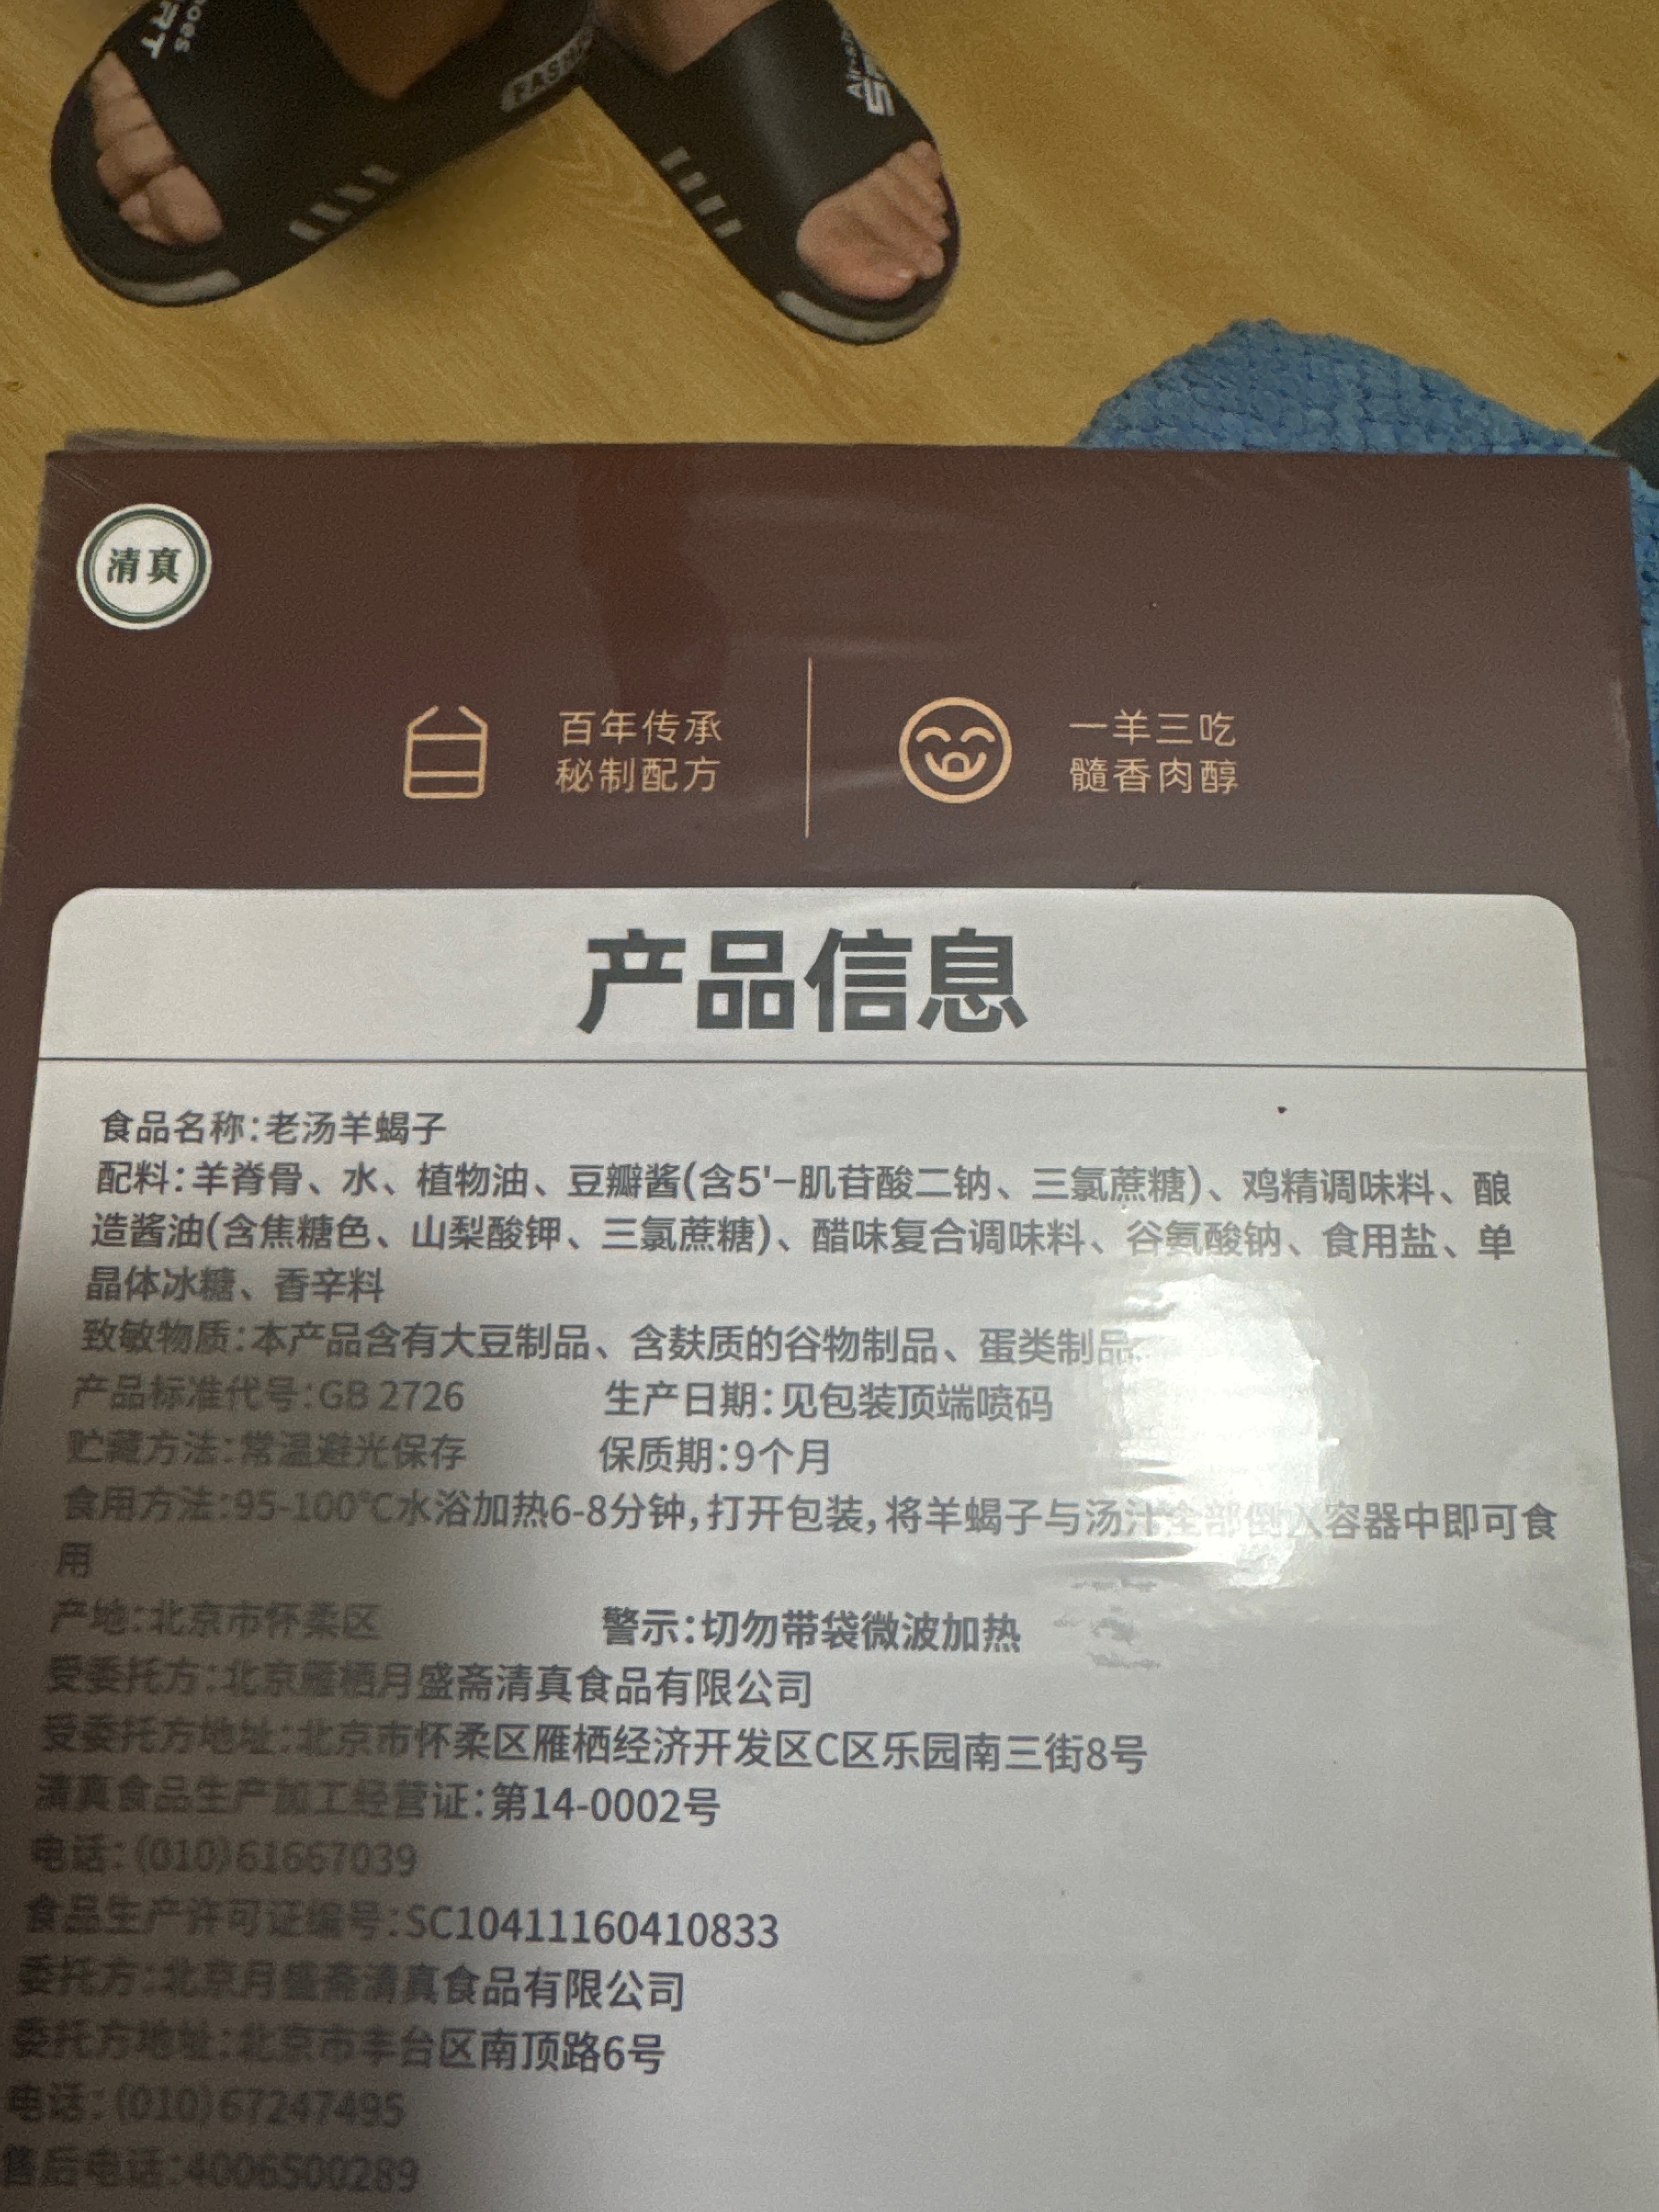 FASH
清真
百年传承
秘制配方
一羊三吃
髓香肉醇
产品信息
食品名称:老汤羊蝎子
配料:羊脊骨、水、植物油、豆瓣酱(含5'-肌苷酸二钠、三氯蔗糖)、鸡精调味料、酿
造酱油(含焦糖色、山梨酸钾、三氯蔗糖)、醋味复合调味料、谷氨酸钠、食用盐、单
晶体冰糖、香辛料
致敏物质:本产品含有大豆制品、含麸质的谷物制品、蛋类制品
产品标准代号:GB 2726 生产日期:见包装顶端喷码
贮藏方法:常温避光保存 保质期:9个月
食用方法:95-100℃水浴加热6-8分钟,打开包装,将羊蝎子与汤汁全部倒入容器中即可食
用
产地:北京市怀柔区 警示:切勿带袋微波加热
受委托方:北京雁栖月盛斋清真食品有限公司
受委托方地址:北京市怀柔区雁栖经济开发区C区乐园南三街8号
清真食品生产加工经营证:第14-0002号
电话:(010)61667039
食品生产许可证编号:SC10411160410833
委托方:北京月盛斋清真食品有限公司
委托方地址:北京市丰台区南顶路6号
电话:(010)67247495
售后电话:4006500289